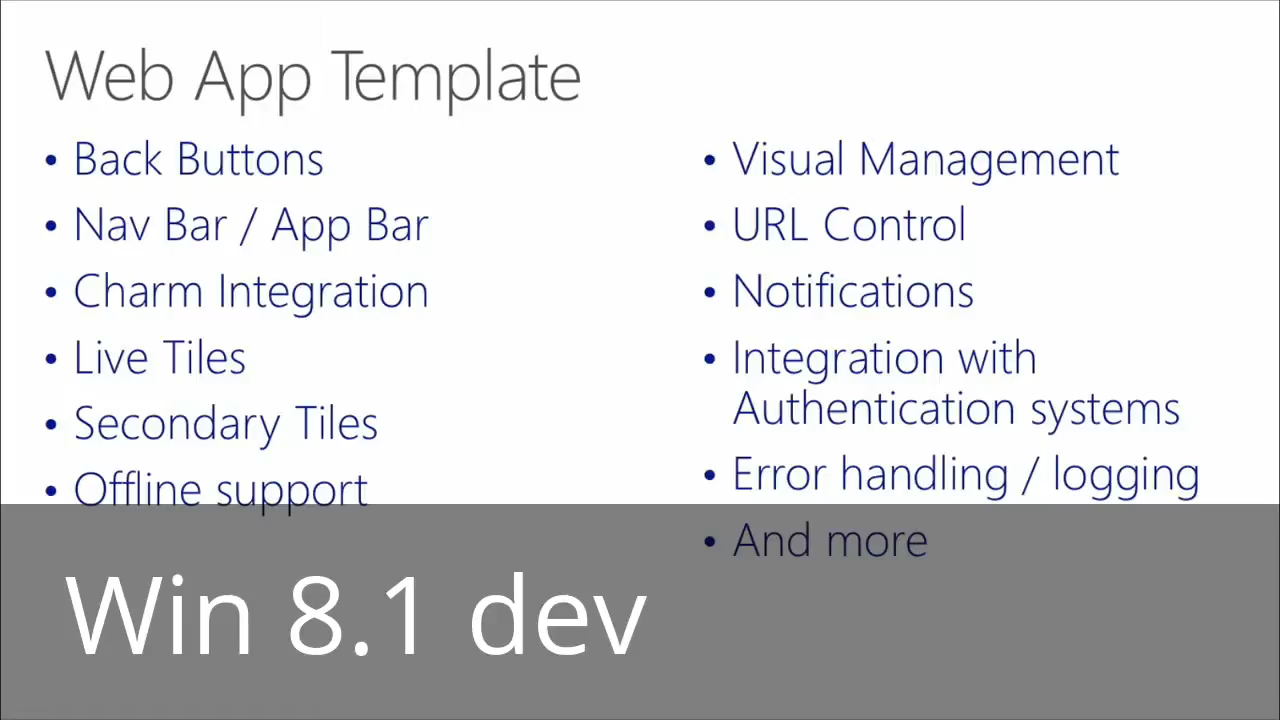 Web App Template
• Back Buttons
• Nav Bar / App Bar
• Charm Integration
• Live Tiles
• Secondary Tiles
• Offline support
• Visual Management
• URL Control
• Notifications
• Integration with
Authentication systems
• Error handling / logging
• And more
Win 8.1 dev